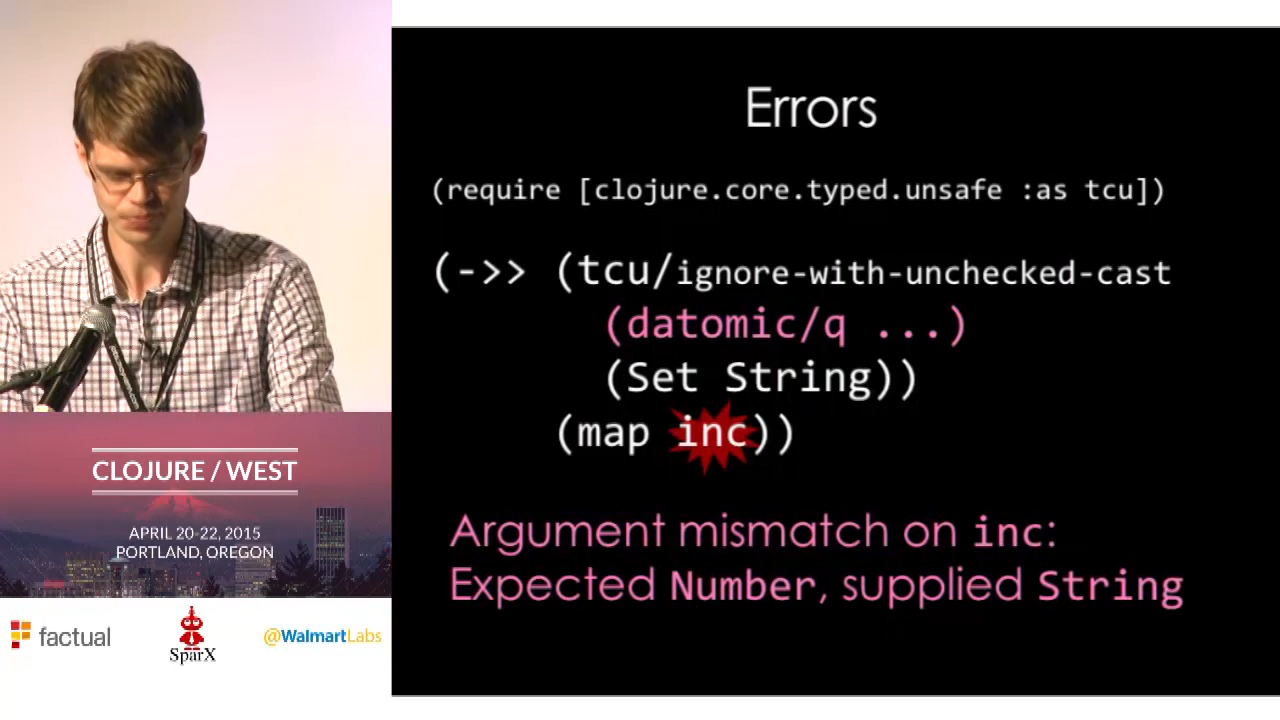 Errors
(require [clojure.core.typed.unsafe :as tcu])
(->> (tcu/ignore-with-unchecked-cast
(datomic/q ...)
(Set String))
(map inc))
Argument mismatch on inc:
Expected Number, supplied String
CLOJURE / WEST
APRIL 20-22, 2015
PORTLAND, OREGON
factual
SparX
@WalmartLabs